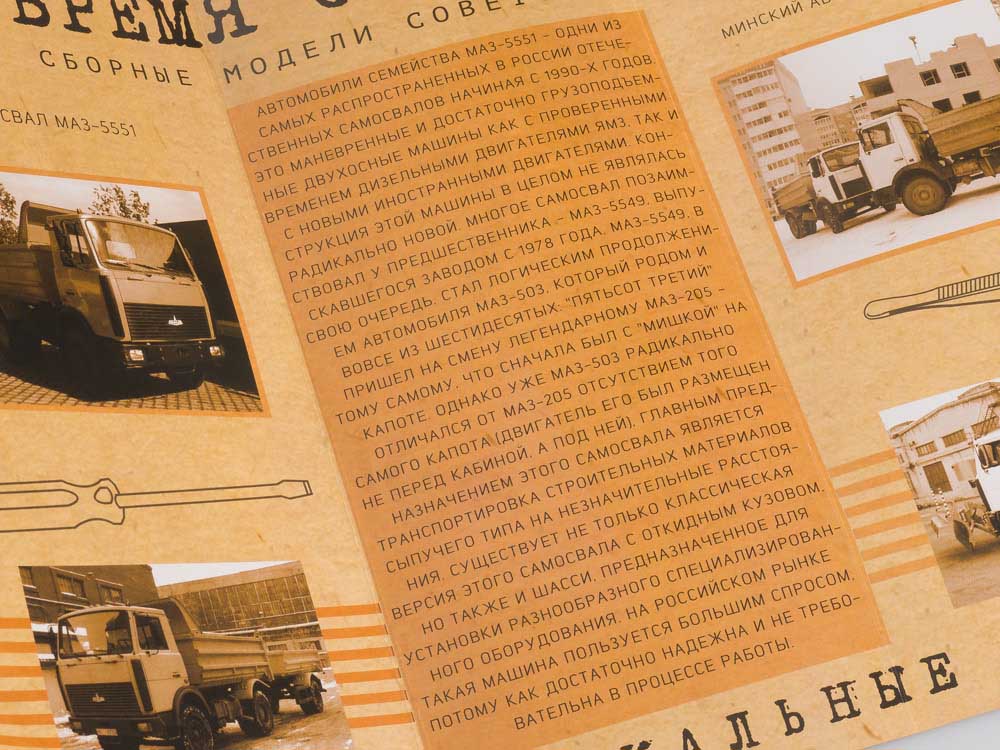 ВРЕМЯ
СБОРНЫЕ МОДЕЛИ СОВЕТ
МИНСКИЙ АВ
СВАЛ МАЗ-5551
АВТОМОБИЛИ СЕМЕЙСТВА МАЗ-5551 - ОДНИ ИЗ
САМЫХ РАСПРОСТРАНЕННЫХ В РОССИИ ОТЕЧЕ-
СТВЕННЫХ САМОСВАЛОВ НАЧИНАЯ С 1990-Х ГОДОВ.
ЭТО МАНЕВРЕННЫЕ И ДОСТАТОЧНО ГРУЗОПОДЪЕМ-
НЫЕ ДВУХОСНЫЕ МАШИНЫ КАК С ПРОВЕРЕННЫМИ
ВРЕМЕНЕМ ДИЗЕЛЬНЫМИ ДВИГАТЕЛЯМИ ЯМЗ, ТАК И
С НОВЫМИ ИНОСТРАННЫМИ ДВИГАТЕЛЯМИ. КОН-
СТРУКЦИЯ ЭТОЙ МАШИНЫ В ЦЕЛОМ НЕ ЯВЛЯЛАСЬ
РАДИКАЛЬНО НОВОЙ. МНОГОЕ САМОСВАЛ ПОЗАИМ-
СТВОВАЛ У ПРЕДШЕСТВЕННИКА - МАЗ-5549, ВЫПУ-
СКАВШЕГОСЯ ЗАВОДОМ С 1978 ГОДА. МАЗ-5549, В
СВОЮ ОЧЕРЕДЬ, СТАЛ ЛОГИЧЕСКИМ ПРОДОЛЖЕНИ-
ЕМ АВТОМОБИЛЯ МАЗ-503, КОТОРЫЙ РОДОМ И
ВОВСЕ ИЗ ШЕСТИДЕСЯТЫХ: "ПЯТЬСОТ ТРЕТИЙ"
ПРИШЕЛ НА СМЕНУ ЛЕГЕНДАРНОМУ МАЗ-205 -
ТОМУ САМОМУ, ЧТО СНАЧАЛА БЫЛ С "МИШКОЙ" НА
КАПОТЕ. ОДНАКО УЖЕ МАЗ-503 РАДИКАЛЬНО
ОТЛИЧАЛСЯ ОТ МАЗ-205 ОТСУТСТВИЕМ ТОГО
САМОГО КАПОТА (ДВИГАТЕЛЬ ЕГО БЫЛ РАЗМЕЩЕН
НЕ ПЕРЕД КАБИНОЙ, А ПОД НЕЙ). ГЛАВНЫМ ПРЕД-
НАЗНАЧЕНИЕМ ЭТОГО САМОСВАЛА ЯВЛЯЕТСЯ
ТРАНСПОРТИРОВКА СТРОИТЕЛЬНЫХ МАТЕРИАЛОВ
СЫПУЧЕГО ТИПА НА НЕЗНАЧИТЕЛЬНЫЕ РАССТОЯ-
НИЯ. СУЩЕСТВУЕТ НЕ ТОЛЬКО КЛАССИЧЕСКАЯ
ВЕРСИЯ ЭТОГО САМОСВАЛА С ОТКИДНЫМ КУЗОВОМ,
НО ТАКЖЕ И ШАССИ, ПРЕДНАЗНАЧЕННОЕ ДЛЯ
УСТАНОВКИ РАЗНООБРАЗНОГО СПЕЦИАЛИЗИРОВАН-
НОГО ОБОРУДОВАНИЯ. НА РОССИЙСКОМ РЫНКЕ
ТАКАЯ МАШИНА ПОЛЬЗУЕТСЯ БОЛЬШИМ СПРОСОМ,
ПОТОМУ КАК ДОСТАТОЧНО НАДЕЖНА И НЕ ТРЕБО-
ВАТЕЛЬНА В ПРОЦЕССЕ РАБОТЫ.
КАЛЬНЫЕ